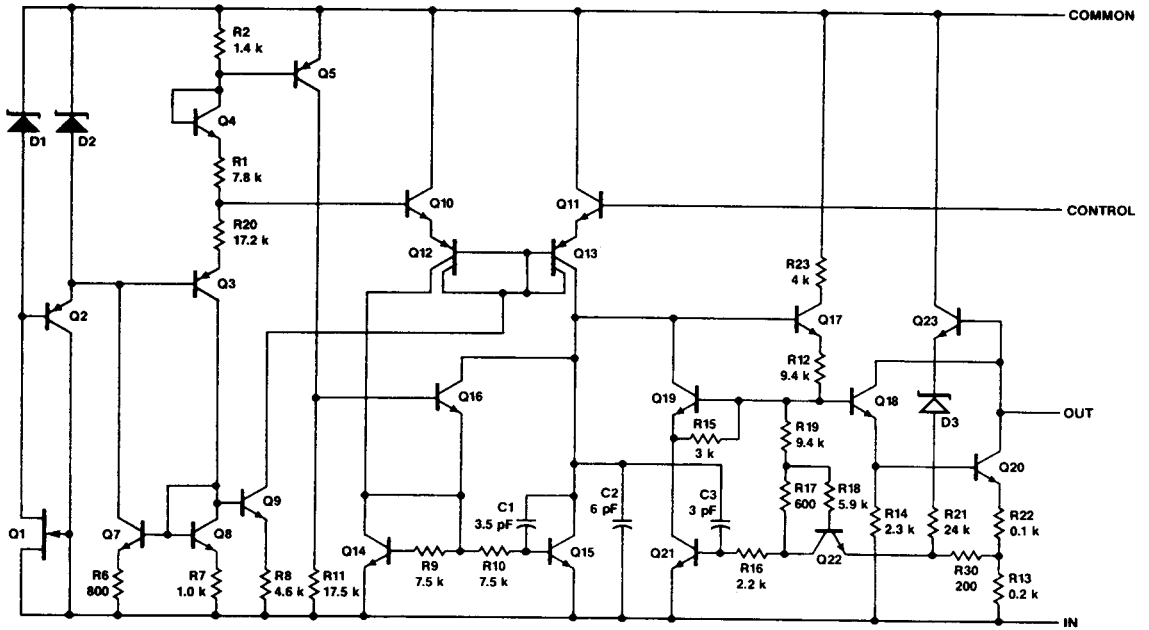 COMMON
R2
1.4 k
Q5
Q4
D1
D2
R1
7.8 k
Q10
Q11
CONTROL
R20
17.2 k
Q12
Q13
Q3
R23
4 k
Q2
Q17
Q23
R12
9.4 k
Q16
Q19
Q18
D3
OUT
R15
3 k
R19
9.4 k
Q20
R17
600
R18
5.9 k
C1
3.5 pF
C2
6 pF
C3
3 pF
Q9
R14
2.3 k
R21
24 k
R22
0.1 k
Q1
Q7
Q8
Q14
Q15
Q21
Q22
R9
7.5 k
R10
7.5 k
R16
2.2 k
R30
200
R6
800
R7
1.0 k
R8
4.6 k
R11
17.5 k
R13
0.2 k
IN